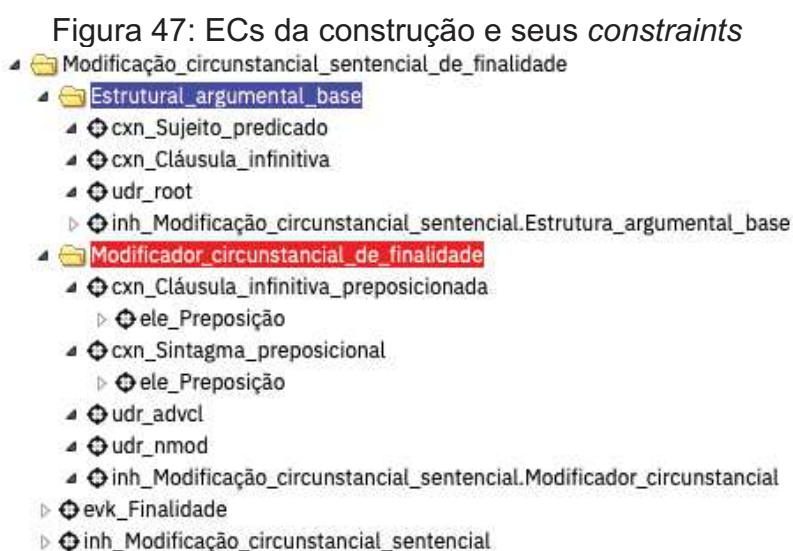 Figura 47: ECs da construção e seus constraints
Modificação_circunstancial_sentencial_de_finalidade
Estrutural_argumental_base
cxn_Sujeito_predicado
cxn_Cláusula_infinitiva
udr_root
inh_Modificação_circunstancial_sentencial.Estrutura_argumental_base
Modificador_circunstancial_de_finalidade
cxn_Cláusula_infinitiva_preposicionada
ele_Preposição
cxn_Sintagma_preposicional
ele_Preposição
udr_advcl
udr_nmod
inh_Modificação_circunstancial_sentencial.Modificador_circunstancial
evk_Finalidade
inh_Modificação_circunstancial_sentencial